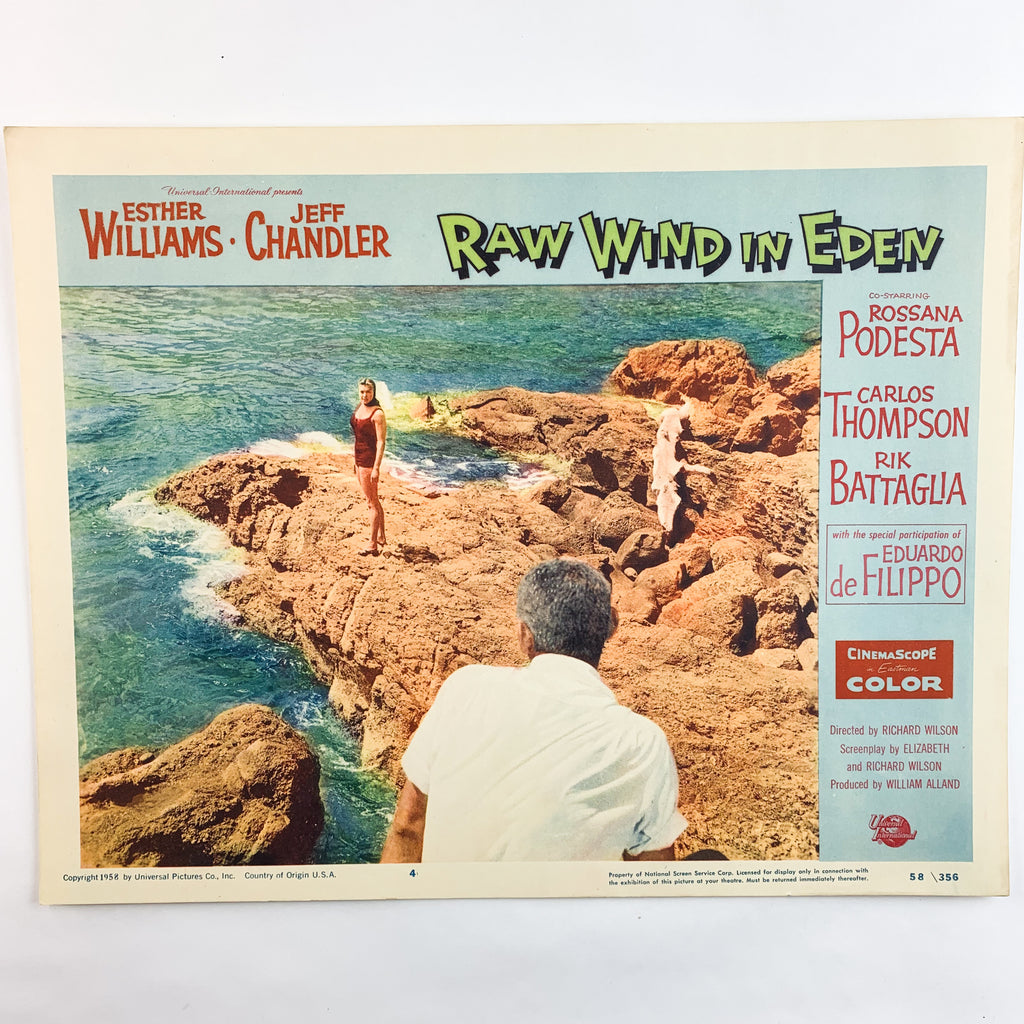 Universal-International presents
ESTHER WILLIAMS · JEFF CHANDLER
RAW WIND IN EDEN
CO-STARRING
ROSSANA
PODESTA
CARLOS
THOMPSON
RIK
BATTAGLIA
with the special participation of
EDUARDO
de FILIPPO
CINEMASCOPE
in Eastman
COLOR
Directed by RICHARD WILSON
Screenplay by ELIZABETH
and RICHARD WILSON
Produced by WILLIAM ALLAND
Universal
International
Copyright 1958 by Universal Pictures Co., Inc. Country of Origin U.S.A.
4
Property of National Screen Service Corp. Licensed for display only in connection with
the exhibition of this picture at your theatre. Must be returned immediately thereafter.
58 \356